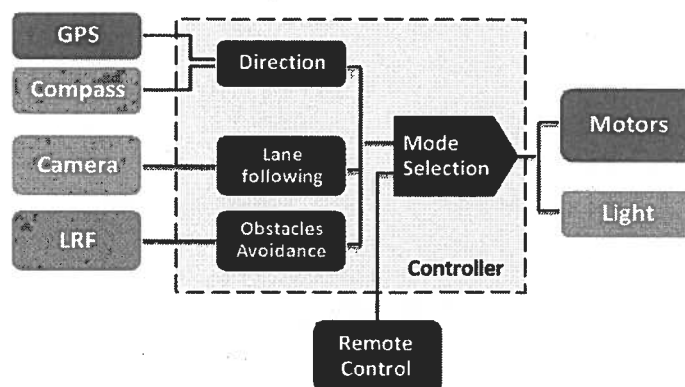 GPS
Compass
Camera
LRF
Direction
Lane
following
Obstacles
Avoidance
Mode
Selection
Controller
Remote
Control
Motors
Light